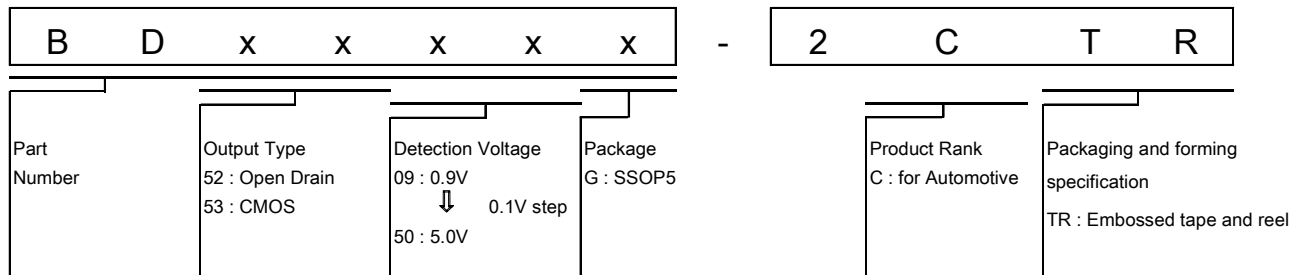 B D x x x x x - 2 C T R
Part
Number
Output Type
52 : Open Drain
53 : CMOS
Detection Voltage
09 : 0.9V
⇩ 0.1V step
50 : 5.0V
Package
G : SSOP5
Product Rank
C : for Automotive
Packaging and forming
specification
TR : Embossed tape and reel